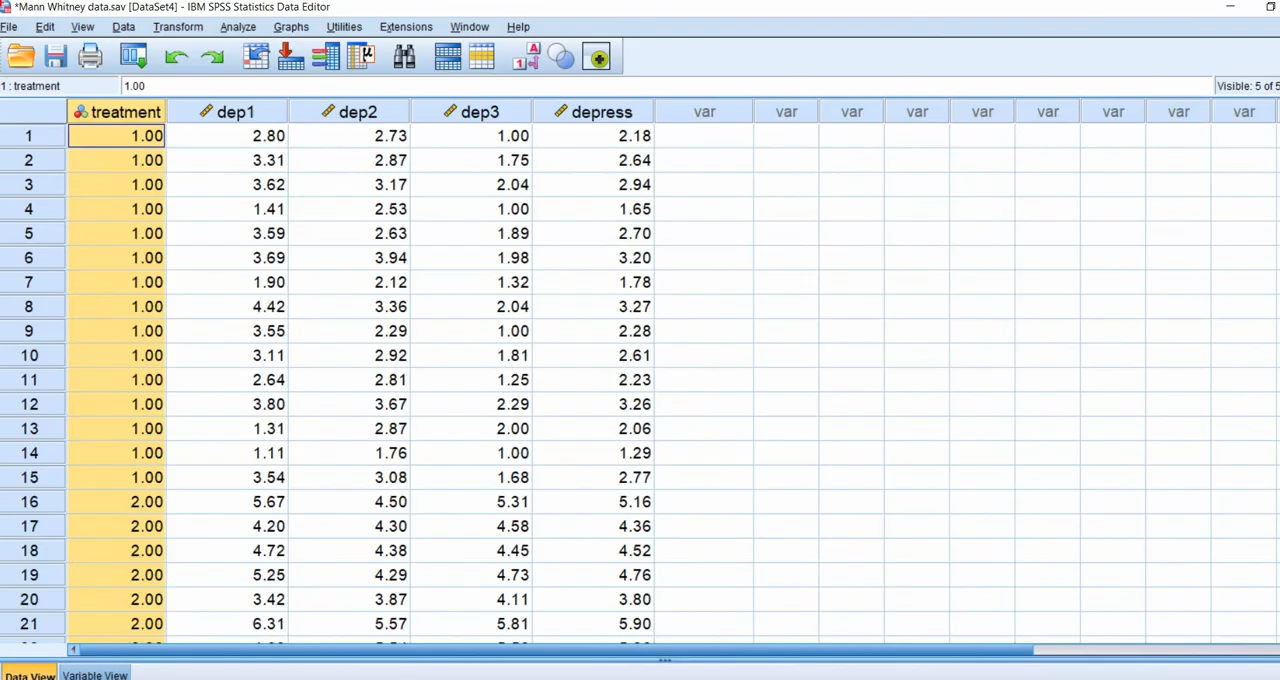 *Mann Whitney data.sav [DataSet4] - IBM SPSS Statistics Data Editor
File Edit View Data Transform Analyze Graphs Utilities Extensions Window Help
1 : treatment 1.00 Visible: 5 of 5
treatment dep1 dep2 dep3 depress var var var var var var var var var
1 1.00 2.80 2.73 1.00 2.18
2 1.00 3.31 2.87 1.75 2.64
3 1.00 3.62 3.17 2.04 2.94
4 1.00 1.41 2.53 1.00 1.65
5 1.00 3.59 2.63 1.89 2.70
6 1.00 3.69 3.94 1.98 3.20
7 1.00 1.90 2.12 1.32 1.78
8 1.00 4.42 3.36 2.04 3.27
9 1.00 3.55 2.29 1.00 2.28
10 1.00 3.11 2.92 1.81 2.61
11 1.00 2.64 2.81 1.25 2.23
12 1.00 3.80 3.67 2.29 3.26
13 1.00 1.31 2.87 2.00 2.06
14 1.00 1.11 1.76 1.00 1.29
15 1.00 3.54 3.08 1.68 2.77
16 2.00 5.67 4.50 5.31 5.16
17 2.00 4.20 4.30 4.58 4.36
18 2.00 4.72 4.38 4.45 4.52
19 2.00 5.25 4.29 4.73 4.76
20 2.00 3.42 3.87 4.11 3.80
21 2.00 6.31 5.57 5.81 5.90
Data View Variable View